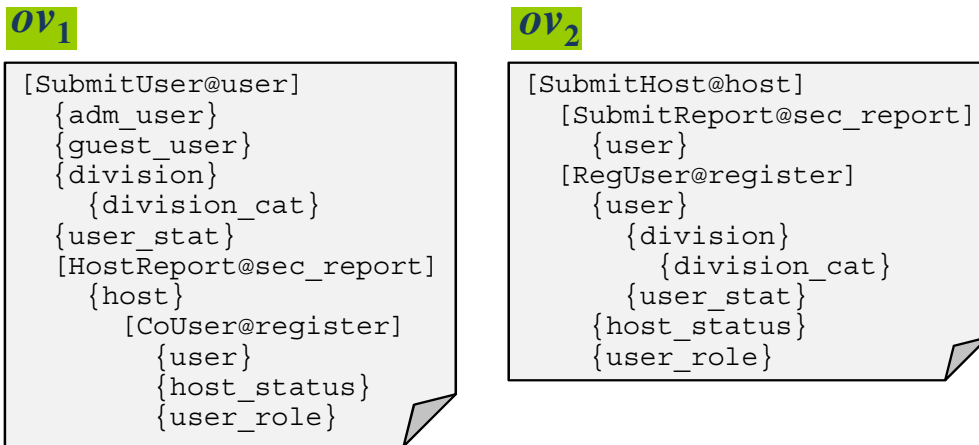 ov1
[SubmitUser@user]
{adm_user}
{guest_user}
{division}
{division_cat}
{user_stat}
[HostReport@sec_report]
{host}
[CoUser@register]
{user}
{host_status}
{user_role}
ov2
[SubmitHost@host]
[SubmitReport@sec_report]
{user}
[RegUser@register]
{user}
{division}
{division_cat}
{user_stat}
{host_status}
{user_role}